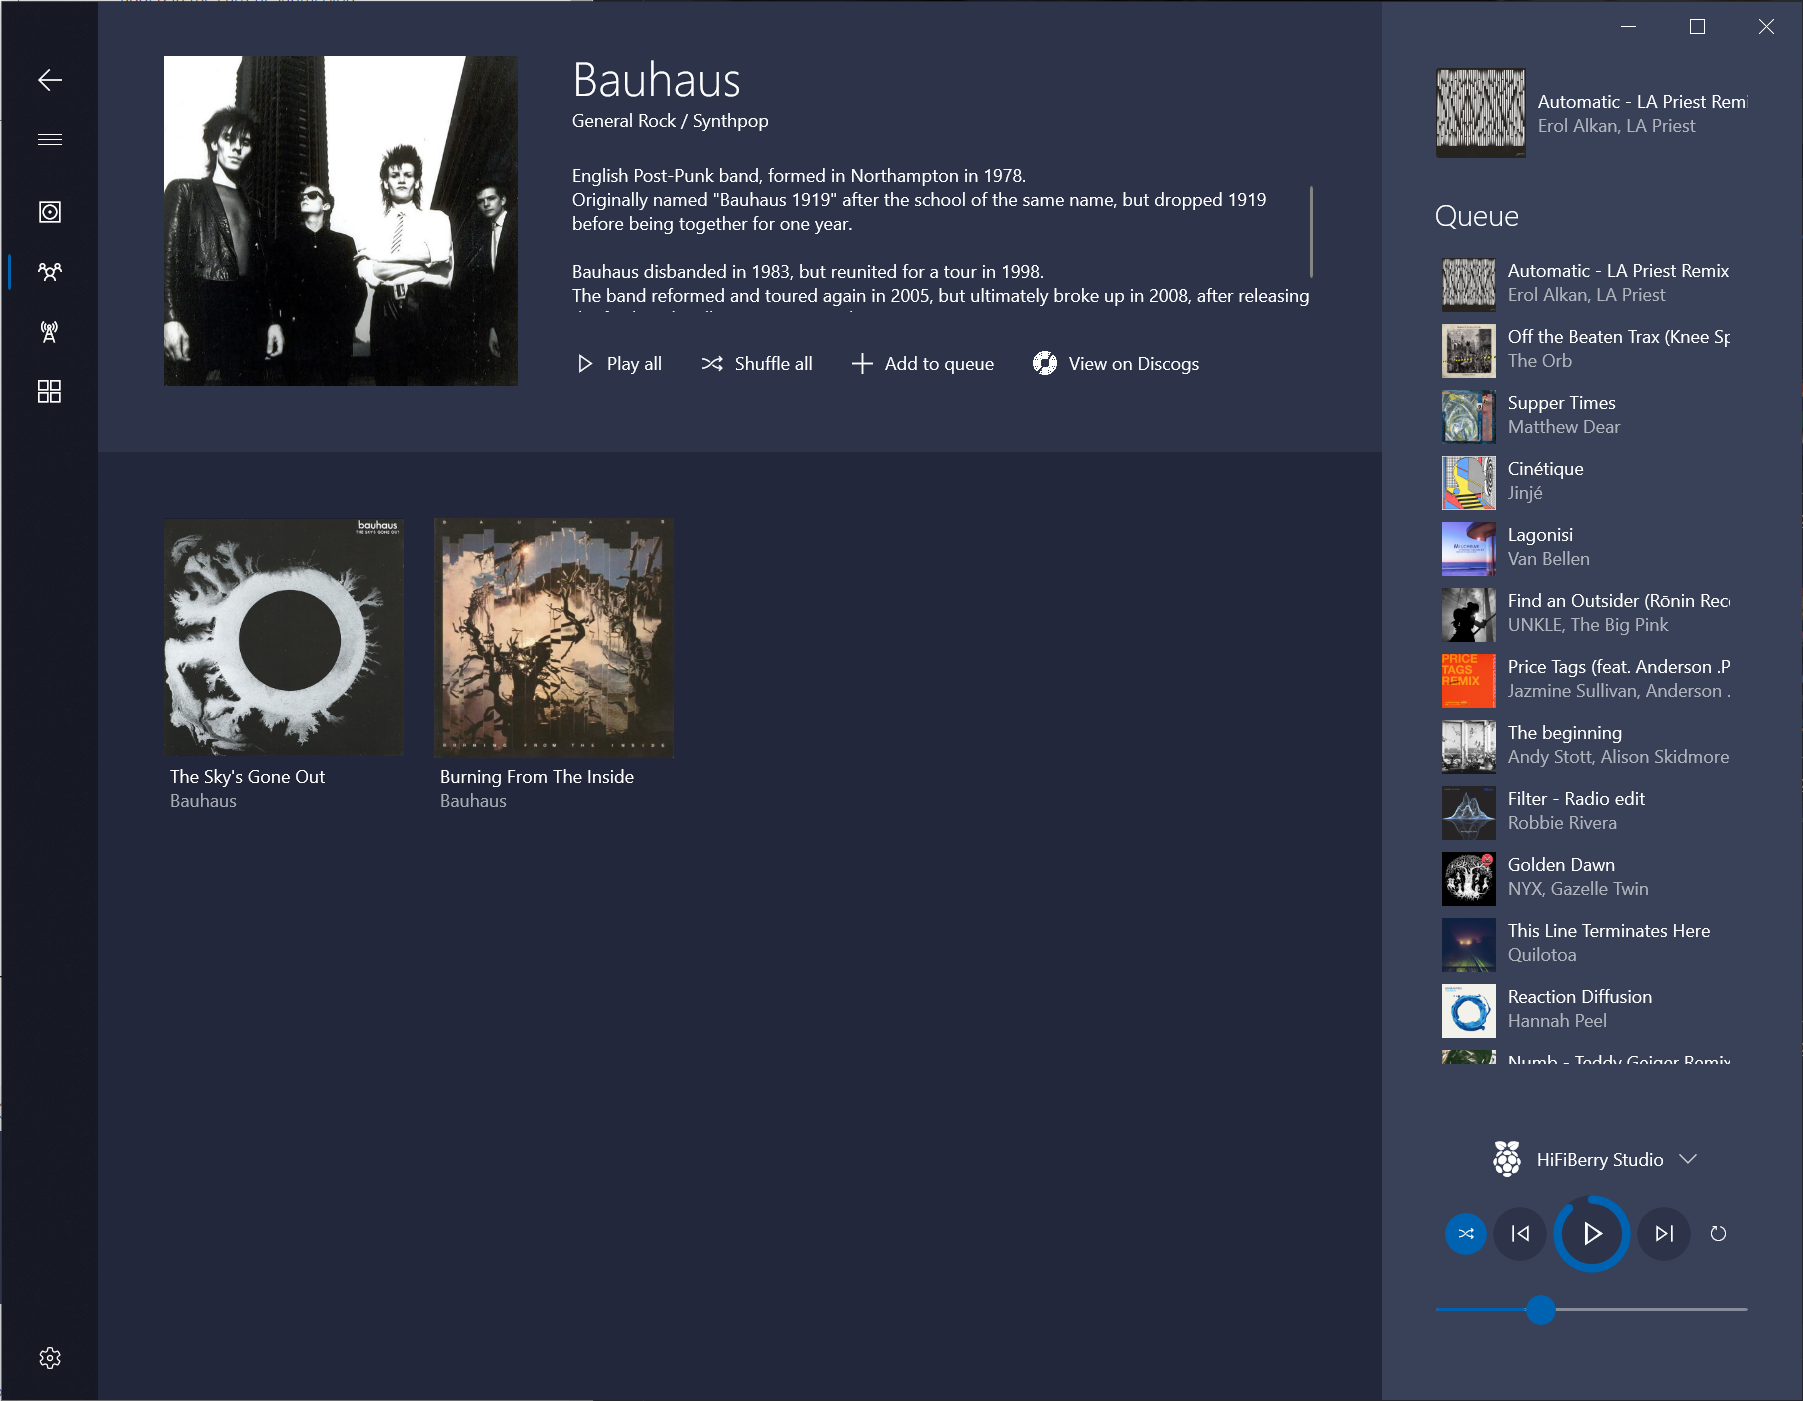 Bauhaus
General Rock / Synthpop
English Post-Punk band, formed in Northampton in 1978.
Originally named "Bauhaus 1919" after the school of the same name, but dropped 1919
before being together for one year.
Bauhaus disbanded in 1983, but reunited for a tour in 1998.
The band reformed and toured again in 2005, but ultimately broke up in 2008, after releasing
Play all
Shuffle all
Add to queue
View on Discogs
bauhaus
THE SKY'S GONE OUT
The Sky's Gone Out
Bauhaus
BAUHAUS
BURNING FROM THE INSIDE
Burning From The Inside
Bauhaus
Automatic - LA Priest Remi
Erol Alkan, LA Priest
Queue
Automatic - LA Priest Remix
Erol Alkan, LA Priest
Off the Beaten Trax (Knee Sp
The Orb
Supper Times
Matthew Dear
Cinétique
Jinjé
Lagonisi
Van Bellen
Find an Outsider (Rōnin Rec
UNKLE, The Big Pink
PRICE
TAGS
REMIX
Price Tags (feat. Anderson .P
Jazmine Sullivan, Anderson .
The beginning
Andy Stott, Alison Skidmore
Filter - Radio edit
Robbie Rivera
Golden Dawn
NYX, Gazelle Twin
This Line Terminates Here
Quilotoa
Reaction Diffusion
Hannah Peel
Numb - Teddy Geiger Remix
HiFiBerry Studio